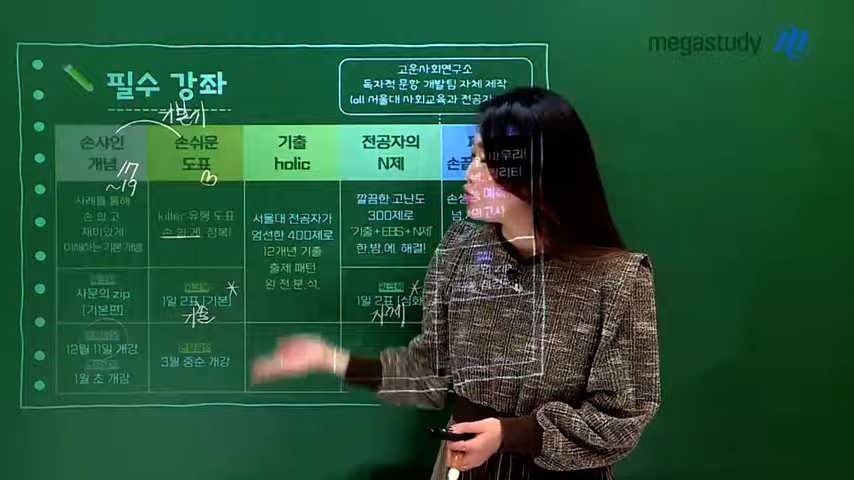 megastudy
필수 강좌
고운사회연구소
독자적 문항 개발팀 자체 제작
(all 서울대 사회교육과 전공자
기본기
손사인
개념
17
~19
사례를 통해
손 쉽고
재미있게
이해하는 기본 개념
사문의 zip
[기본편]
12월 11일 개강
1월 초 개강
손쉬운
도표
killer 유형 도표
손.쉽.게. 정복!
1일 2표 [기본]
기출
3월 중순 개강
기출
holic
서울대 전공자가
엄선한 400제로
12개년 기출
출제 패턴
완.전.분.석.
전공자의
N제
깔끔한 고난도
300제로
"기출+EBS+N제"
한.방.에. 해결!
1일 2표 [심화]
자체